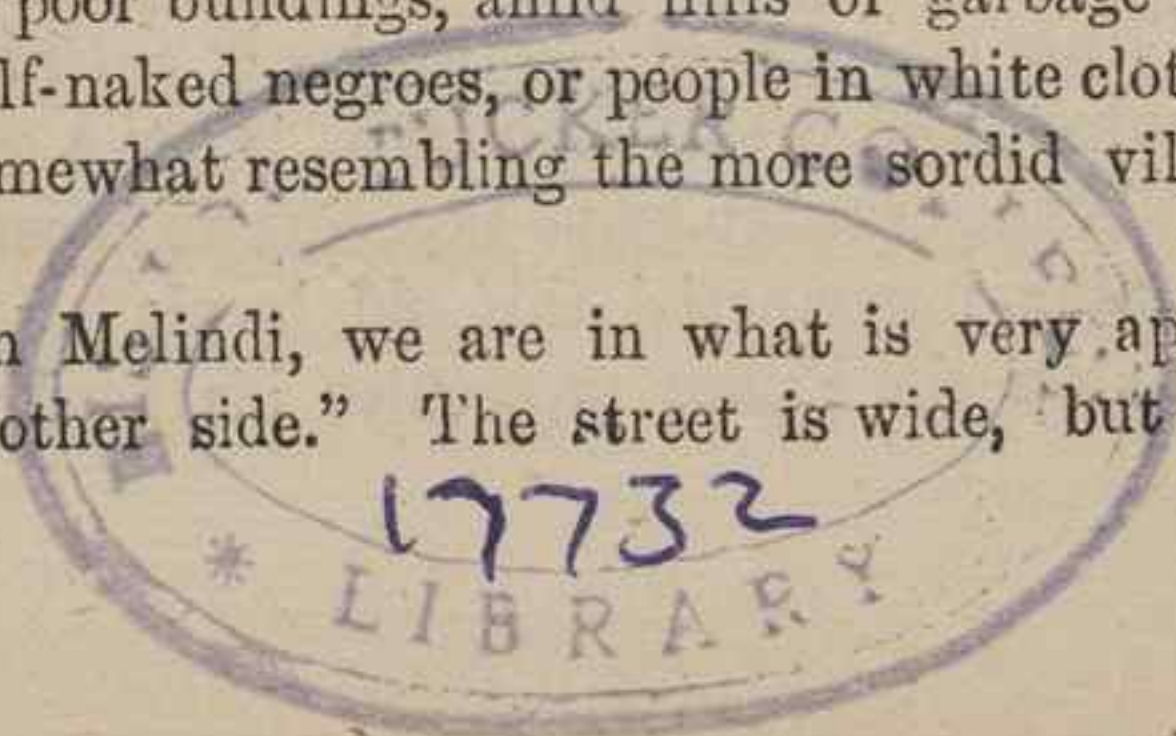 poor buildings, amid hills of garbage
lf-naked negroes, or people in white clot
mewhat resembling the more sordid vil
n Melindi, we are in what is very ap
other side.” The street is wide, but
17732
* LIBRARY